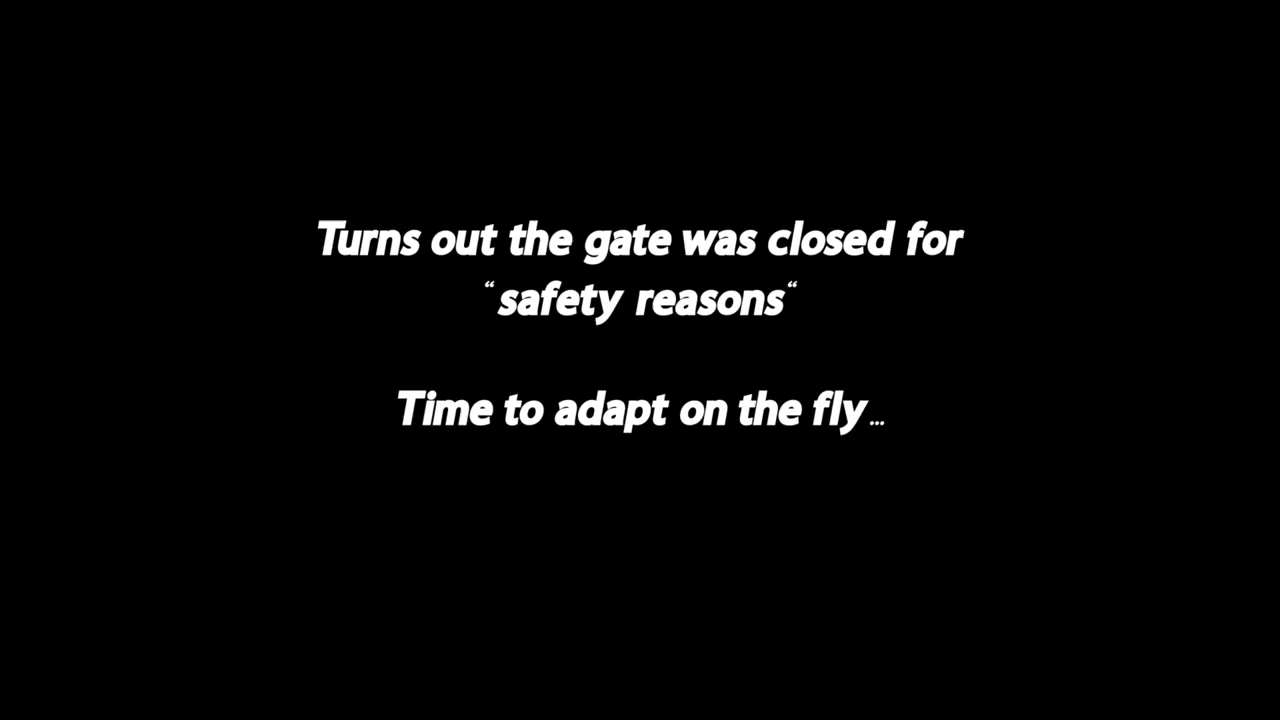 Turns out the gate was closed for
“safety reasons“
Time to adapt on the fly...